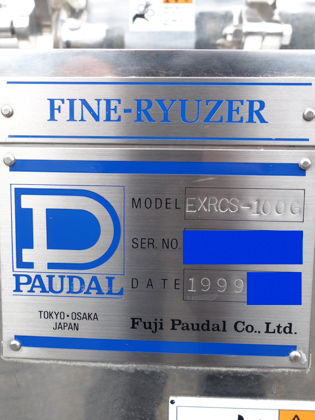 FINE-RYUZER
PAUDAL
TOKYO • OSAKA
JAPAN
MODEL EXRCS-100G
SER. NO.
DATE 1999
Fuji Paudal Co., Ltd.